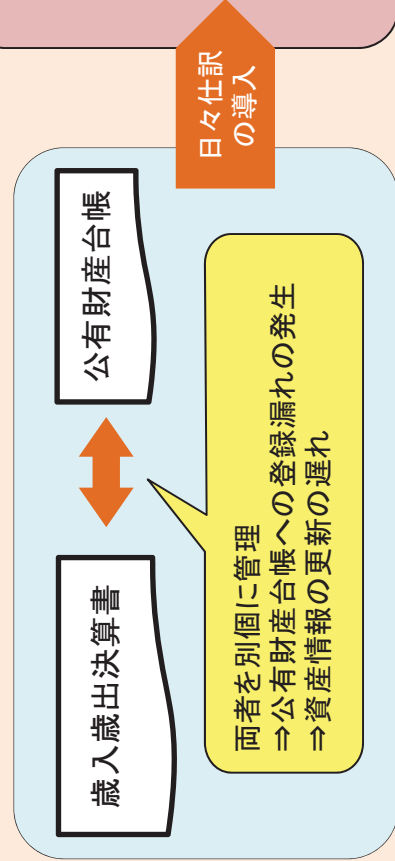 歳入歳出決算書
公有財産台帳
両者を別個に管理
⇒公有財産台帳への登録漏れの発生
⇒資産情報の更新の遅れ
日々仕訳
の導入